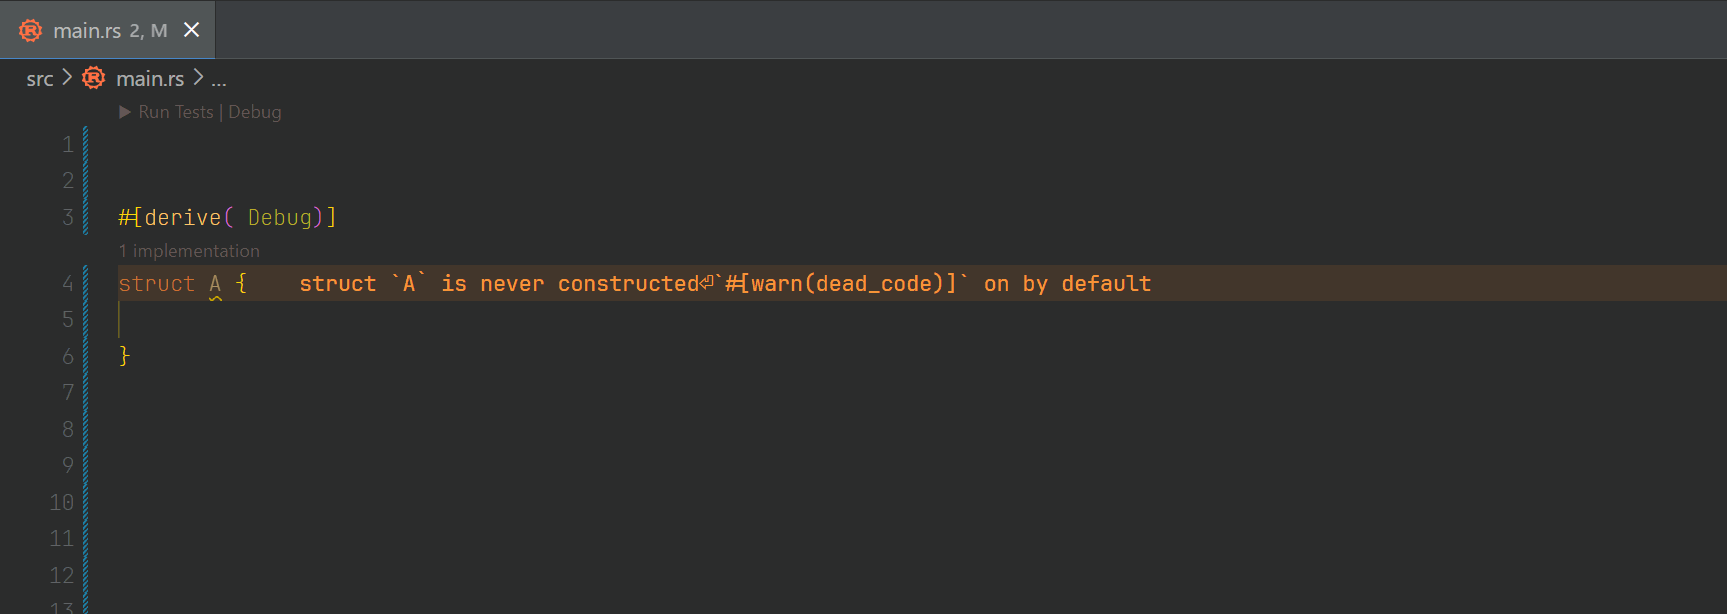 main.rs 2, M
src > main.rs > ...
Run Tests | Debug
1
2
3 #[derive( Debug)]
1 implementation
4 struct A {    struct `A` is never constructed⏎`#[warn(dead_code)]` on by default
5
6 }
7
8
9
10
11
12
13